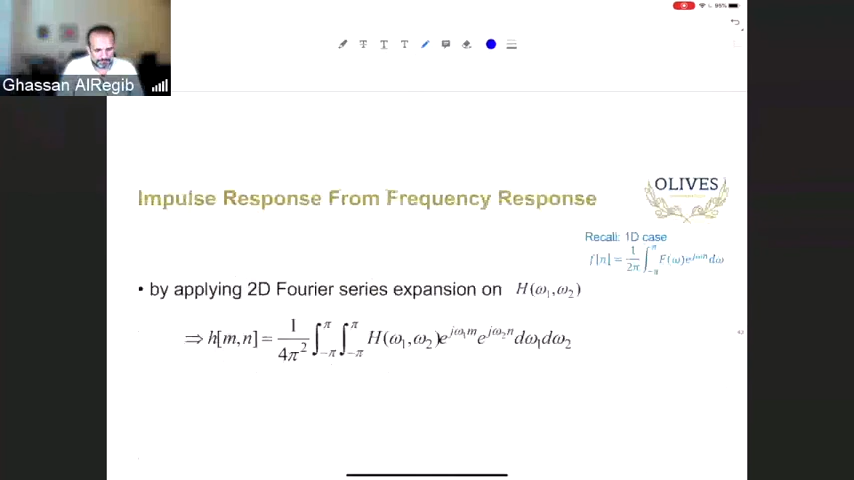 95%
Ghassan AlRegib
Impulse Response From Frequency Response
OLIVES
Recall: 1D case
f[n] = 1/2π ∫_{-π}^{π} F(ω)e^{jωn}dω
• by applying 2D Fourier series expansion on H(ω₁,ω₂)
⇒ h[m,n] = 1/4π² ∫_{-π}^{π} ∫_{-π}^{π} H(ω₁,ω₂)e^{jω₁m}e^{jω₂n}dω₁dω₂